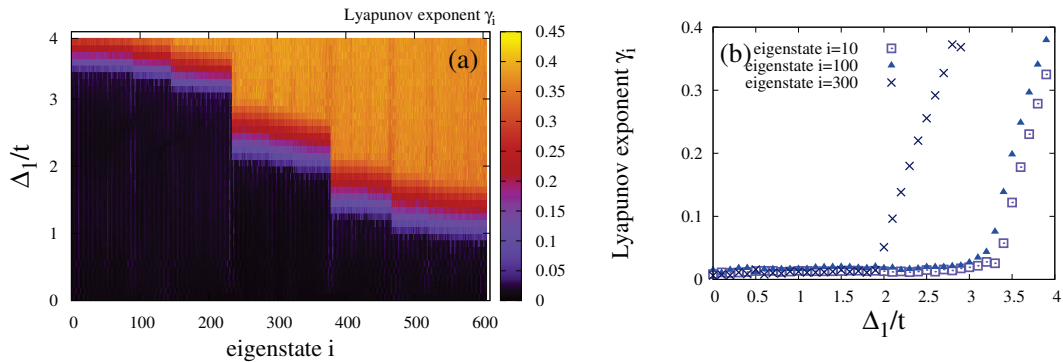 Lyapunov exponent γi
(a)
4
3
2
1
0
Δ1/t
0 100 200 300 400 500 600
eigenstate i
0.45
0.4
0.35
0.3
0.25
0.2
0.15
0.1
0.05
0
(b)
eigenstate i=10
eigenstate i=100
eigenstate i=300
Lyapunov exponent γi
0.4
0.3
0.2
0.1
0
0 0.5 1 1.5 2 2.5 3 3.5 4
Δ1/t